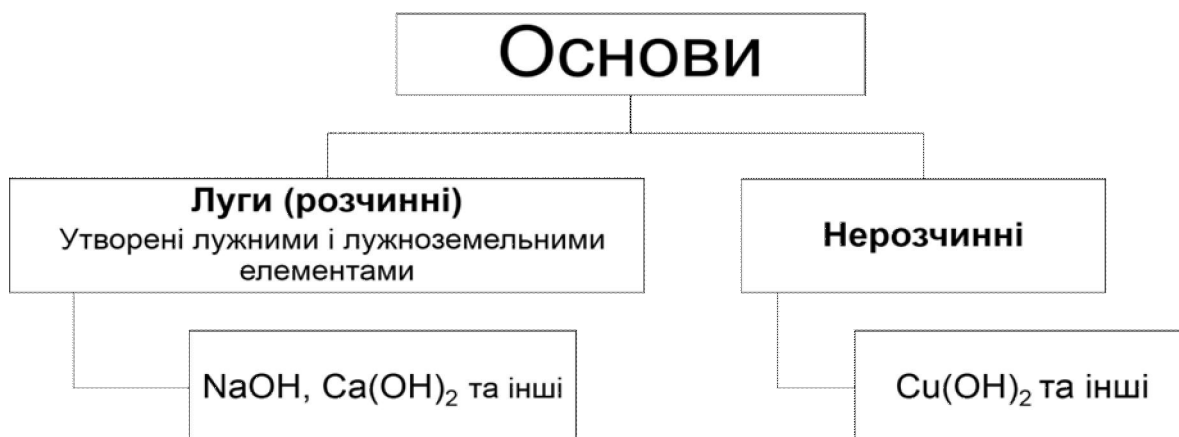 Основи
Луги (розчинні)
Утворені лужними і лужноземельними
елементами
Нерозчинні
NaOH, Ca(OH)₂ та інші
Cu(OH)₂ та інші